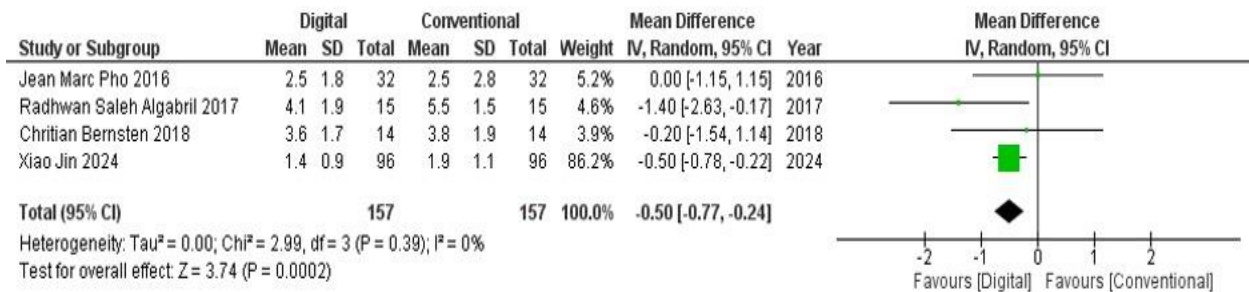 Digital Conventional Mean Difference Mean Difference
Study or Subgroup Mean SD Total Mean SD Total Weight IV, Random, 95% CI Year IV, Random, 95% CI
Jean Marc Pho 2016 2.5 1.8 32 2.5 2.8 32 5.2% 0.00 [-1.15, 1.15] 2016
Radhwan Saleh Algabril 2017 4.1 1.9 15 5.5 1.5 15 4.6% -1.40 [-2.63, -0.17] 2017
Chritian Bernsten 2018 3.6 1.7 14 3.8 1.9 14 3.9% -0.20 [-1.54, 1.14] 2018
Xiao Jin 2024 1.4 0.9 96 1.9 1.1 96 86.2% -0.50 [-0.78, -0.22] 2024
Total (95% CI) 157 157 100.0% -0.50 [-0.77, -0.24]
Heterogeneity: Tau² = 0.00; Chi² = 2.99, df = 3 (P = 0.39); I² = 0%
Test for overall effect: Z = 3.74 (P = 0.0002)
-2 -1 0 1 2
Favours [Digital] Favours [Conventional]